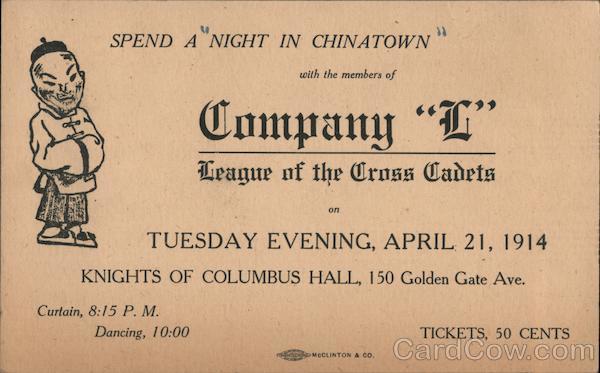 SPEND A "NIGHT IN CHINATOWN"
with the members of
Company "L"
League of the Cross Cadets
on
TUESDAY EVENING, APRIL 21, 1914
KNIGHTS OF COLUMBUS HALL, 150 Golden Gate Ave.
Curtain, 8:15 P. M.
Dancing, 10:00
TICKETS, 50 CENTS
McCLINTON & CO.
CardCow.com